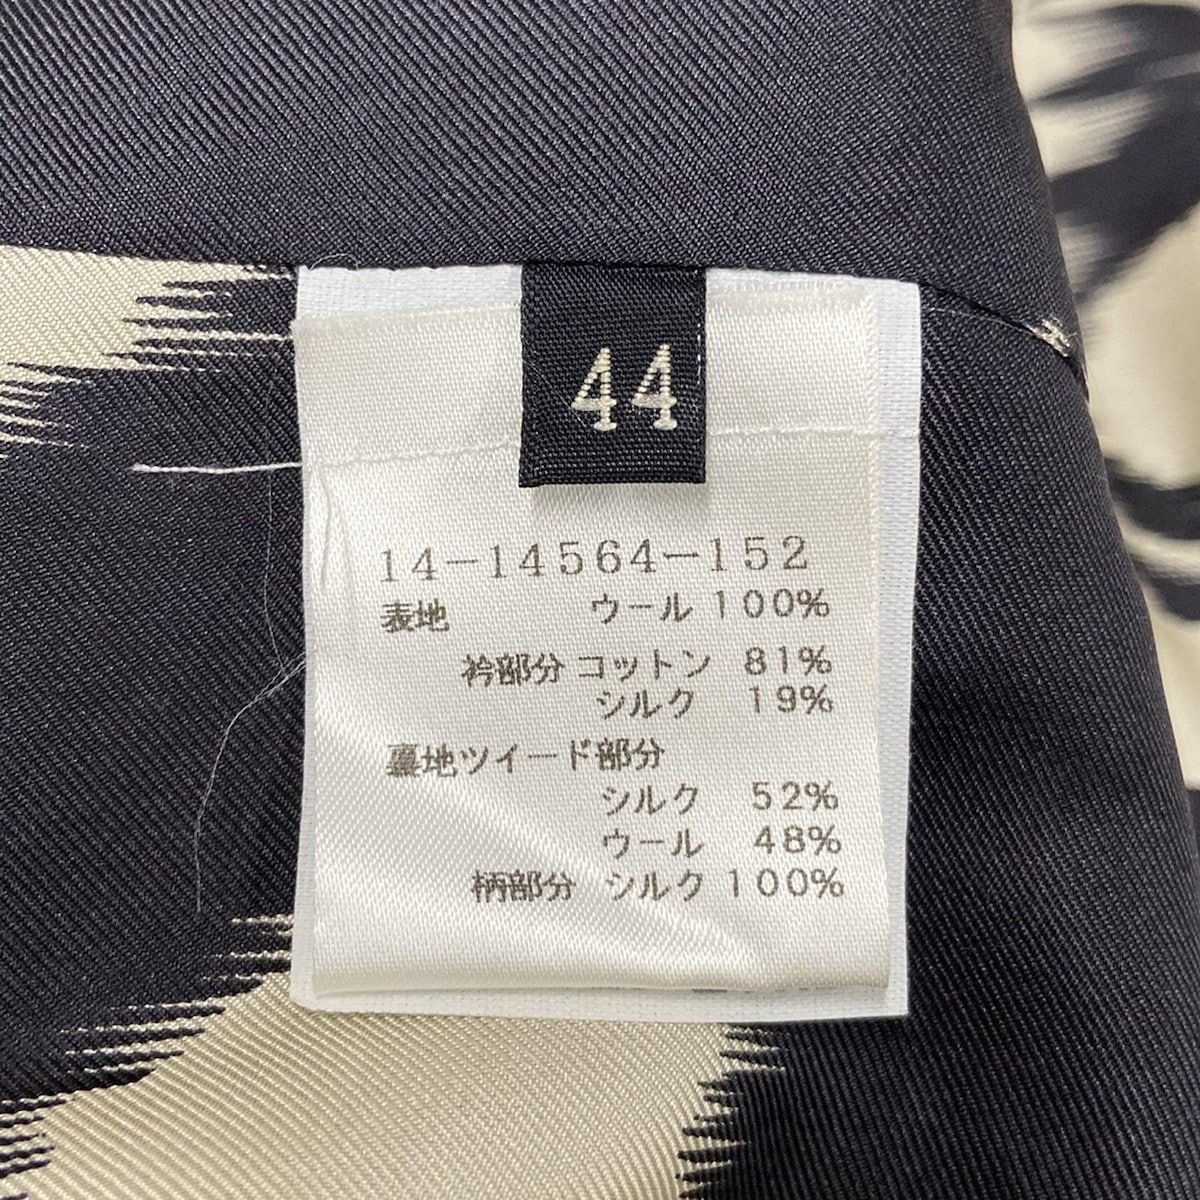 44
14-14564-152
表地 ウール 100%
衿部分 コットン 81%
シルク 19%
裏地ツイード部分
シルク 52%
ウール 48%
柄部分 シルク 100%